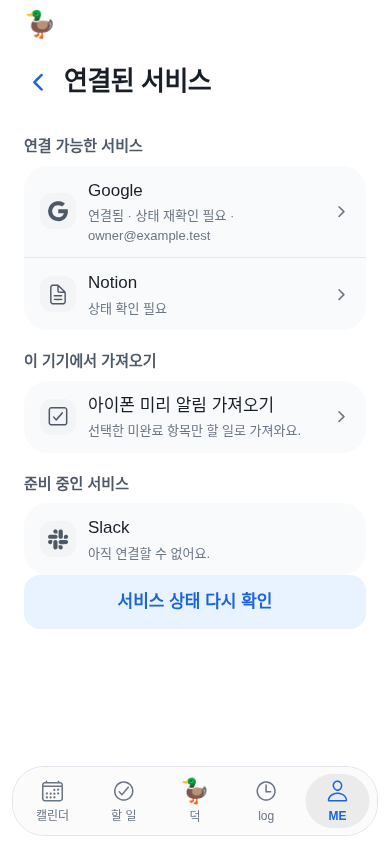 연결된 서비스
연결 가능한 서비스
Google
연결됨 · 상태 재확인 필요 ·
owner@example.test
Notion
상태 확인 필요
이 기기에서 가져오기
아이폰 미리 알림 가져오기
선택한 미완료 항목만 할 일로 가져와요.
준비 중인 서비스
Slack
아직 연결할 수 없어요.
서비스 상태 다시 확인
캘린더
할 일
덕
log
ME